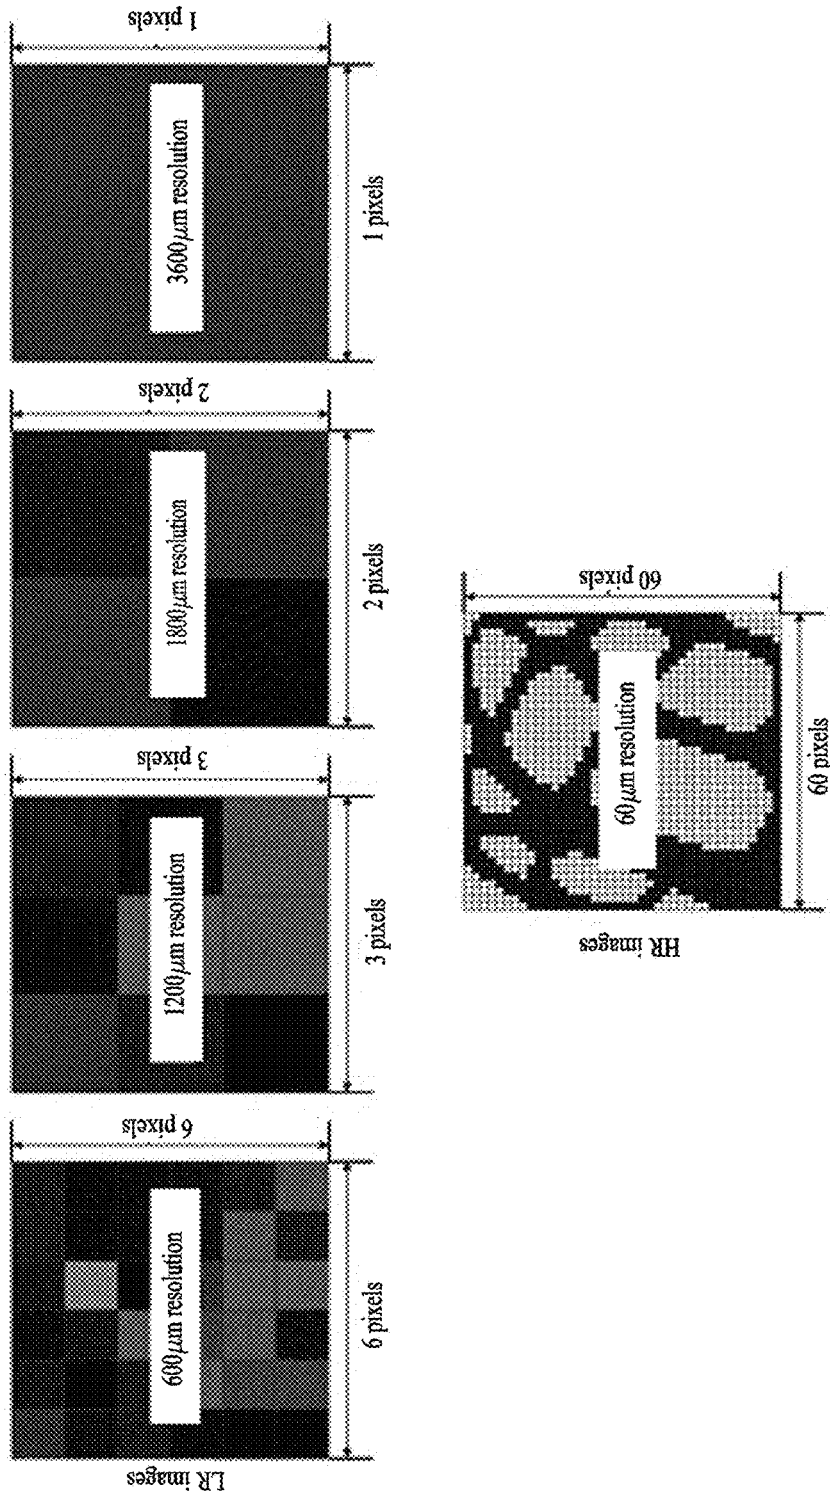 LR images
600μm resolution
6 pixels
6 pixels
1200μm resolution
3 pixels
3 pixels
1800μm resolution
2 pixels
2 pixels
3600μm resolution
1 pixels
1 pixels
HR images
60μm resolution
60 pixels
60 pixels